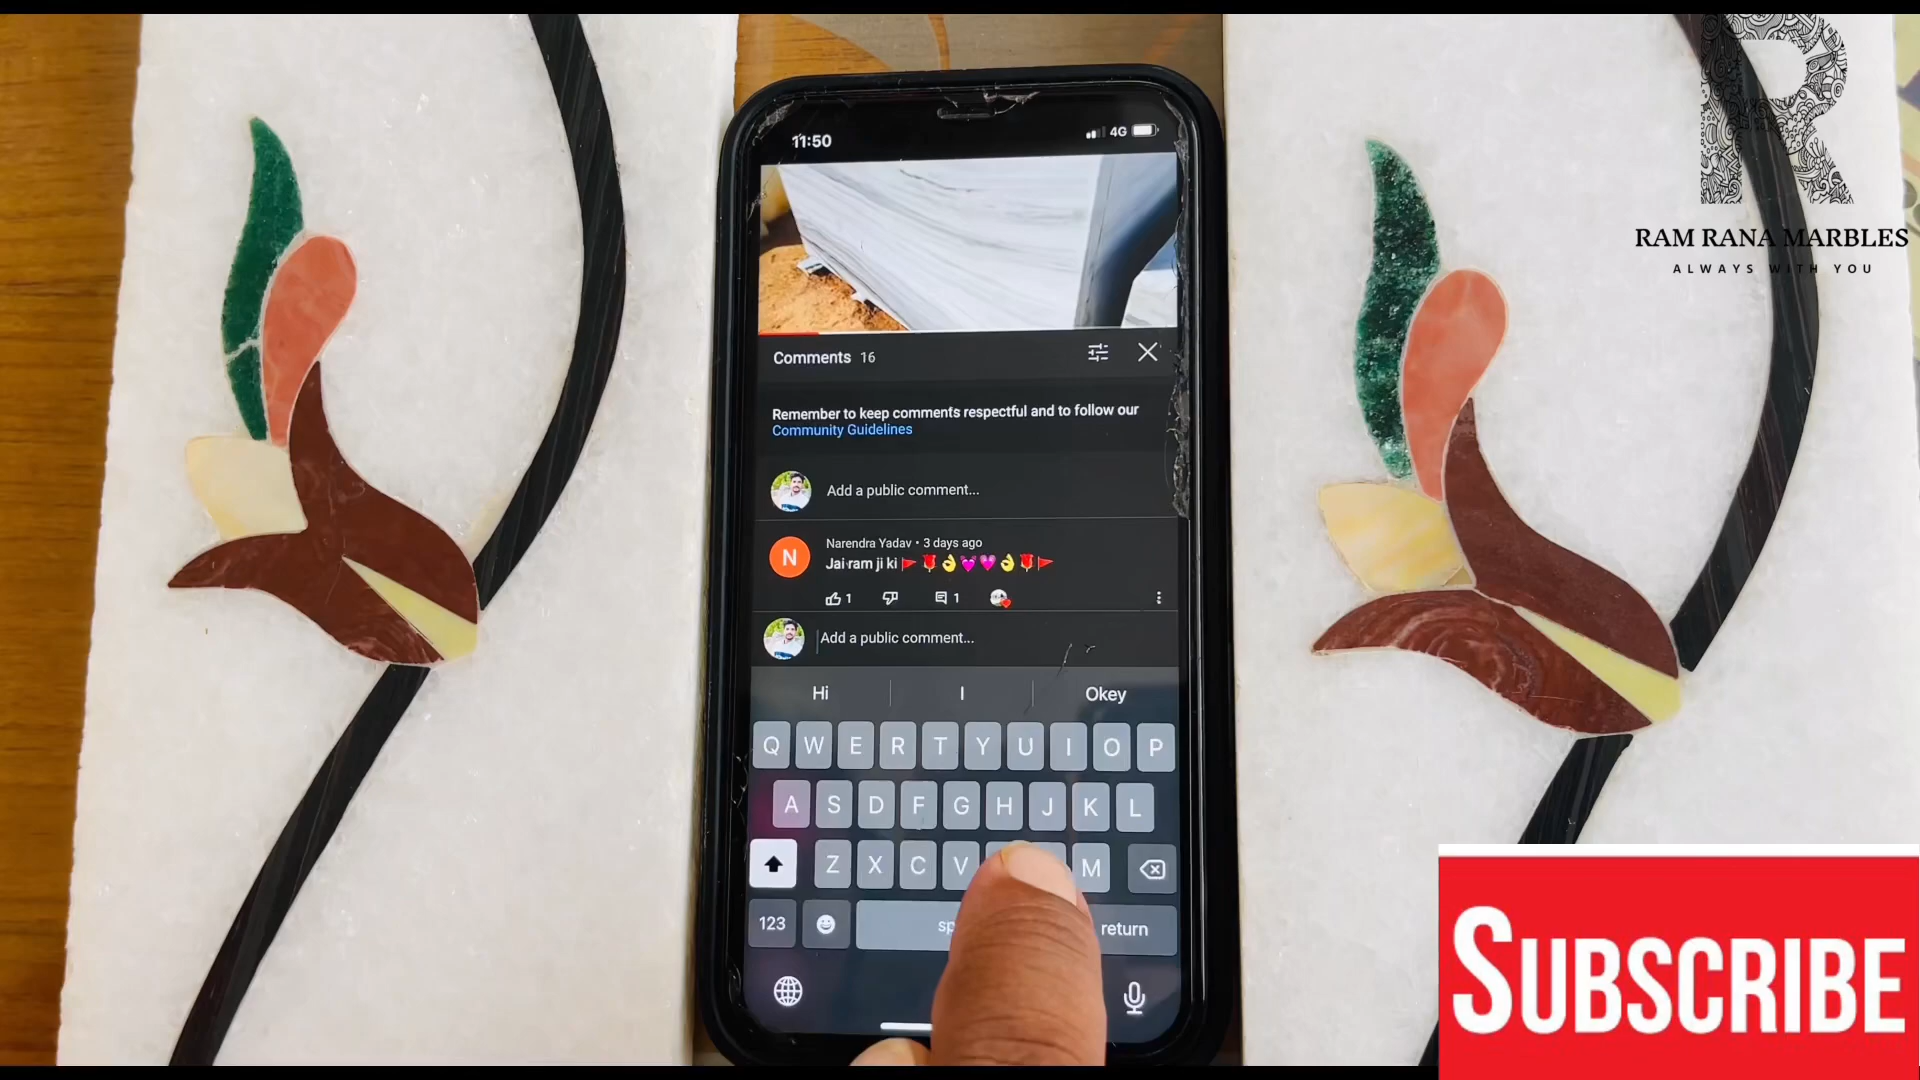 R
RAM RANA MARBLES
ALWAYS WITH YOU
11:50
4G
Comments 16
Remember to keep comments respectful and to follow our
Community Guidelines
Add a public comment...
N
Narendra Yadav • 3 days ago
Jai ram ji ki 🚩🌹👌💓💗👌🌹🚩
1
1
Add a public comment...
Hi I Okey
Q W E R T Y U I O P
A S D F G H J K L
Z X C V M
123 return
SUBSCRIBE